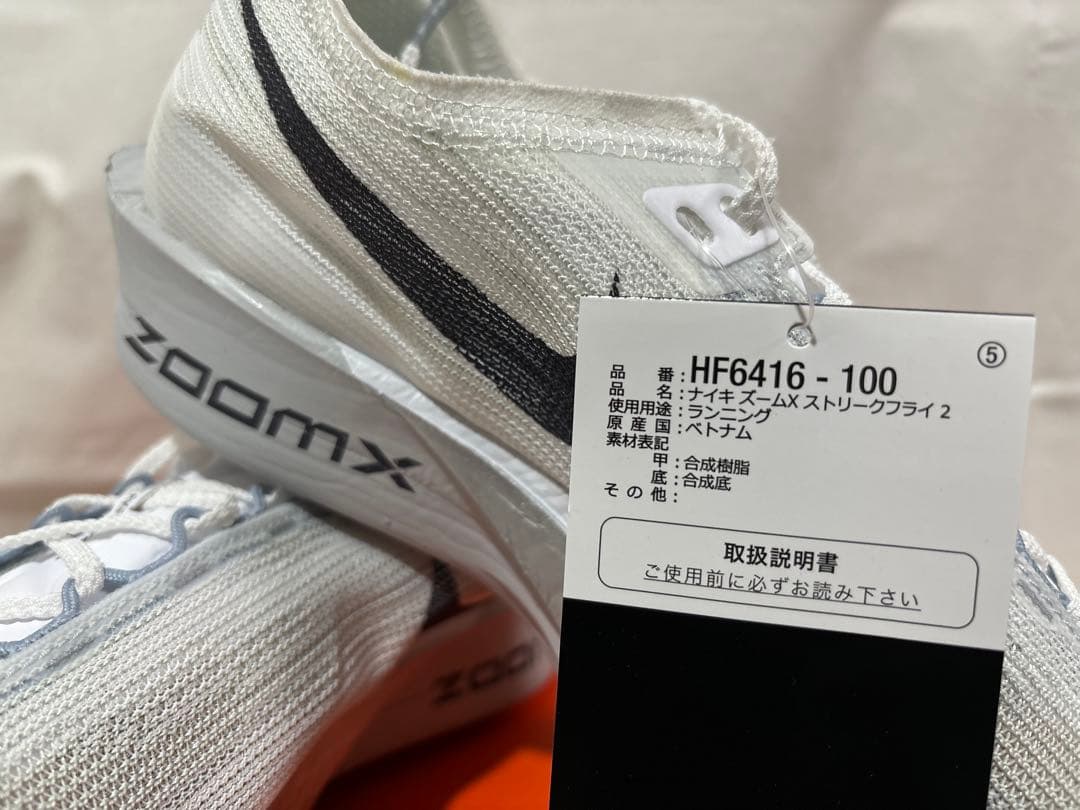 ZOOMX
ZOO
⑤
品番:HF6416-100
品名:ナイキ ズームX ストリークフライ 2
使用用途:ランニング
原産国:ベトナム
素材表記
甲:合成樹脂
底:合成底
その他:
取扱説明書
ご使用前に必ずお読み下さい